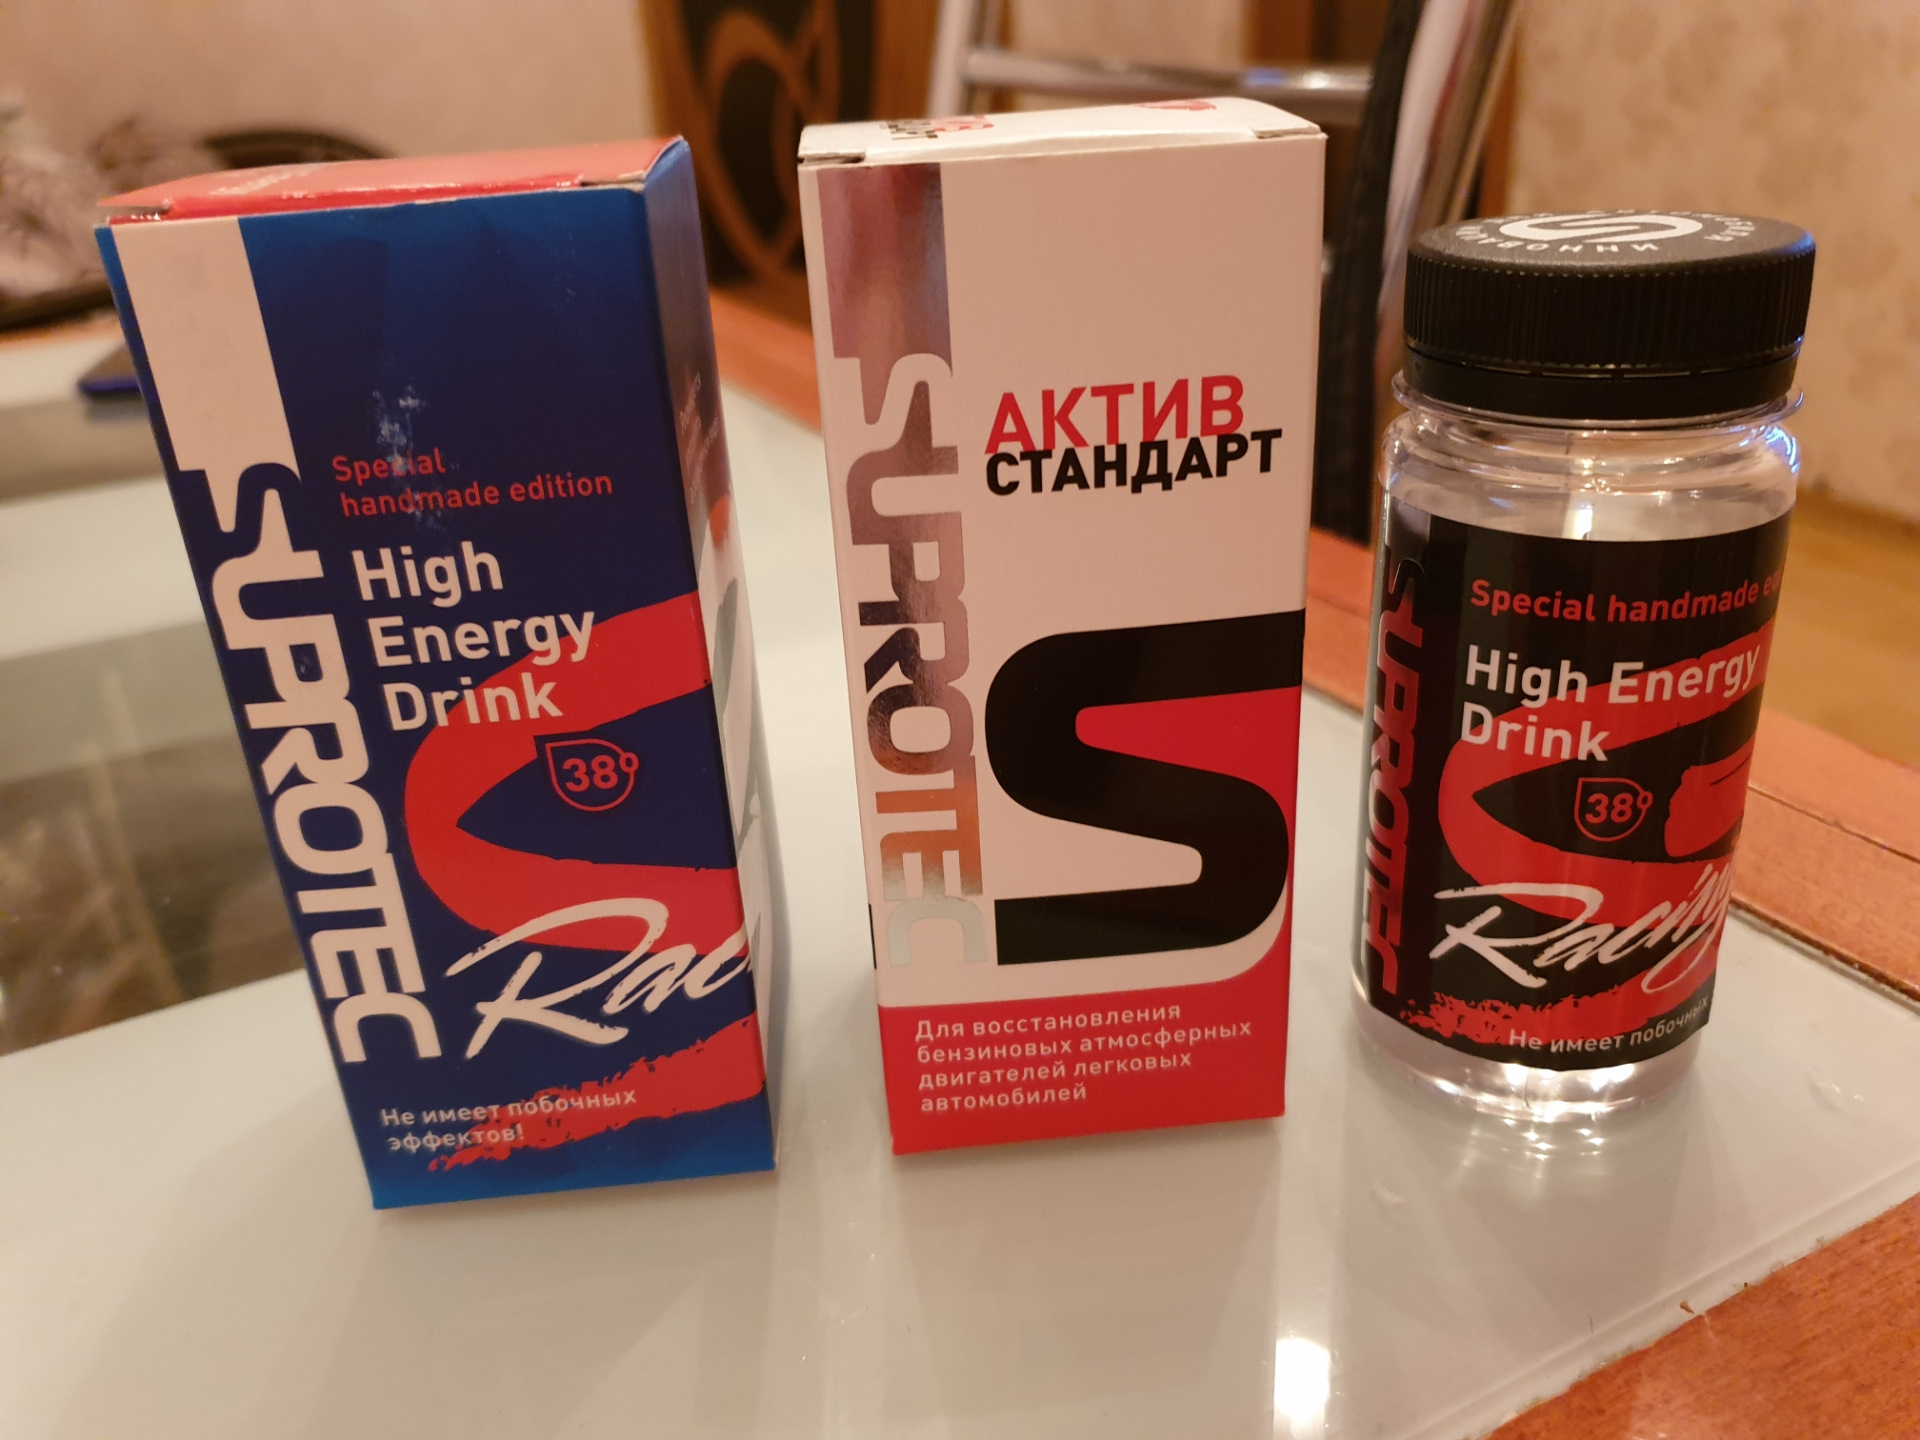 SUPROTEC
Special
handmade edition
High
Energy
Drink
38°
Не имеет побочных
эффектов!
SUPROTEC
АКТИВ
СТАНДАРТ
Для восстановления
бензиновых атмосферных
двигателей легковых
автомобилей
SUPROTEC
Special handmade
High Energy
Drink
38°
Racing
Не имеет побочных